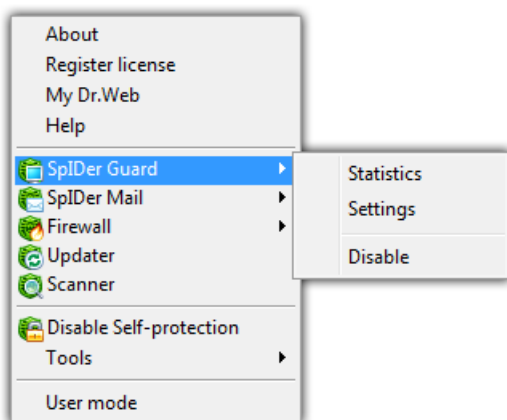 About
Register license
My Dr.Web
Help
SpIDer Guard
SpIDer Mail
Firewall
Updater
Scanner
Disable Self-protection
Tools
User mode
Statistics
Settings
Disable